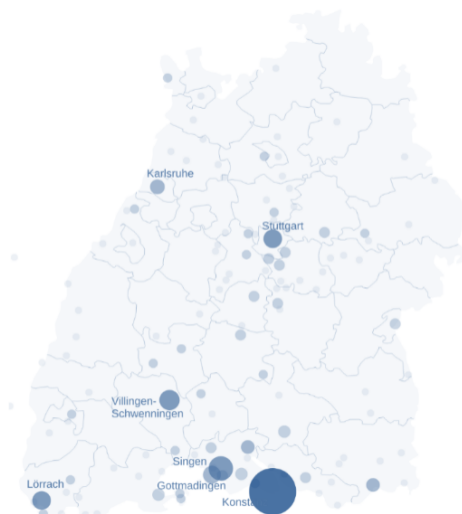 Karlsruhe
Stuttgart
Villingen-
Schwenningen
Singen
Gottmadingen
Lörrach